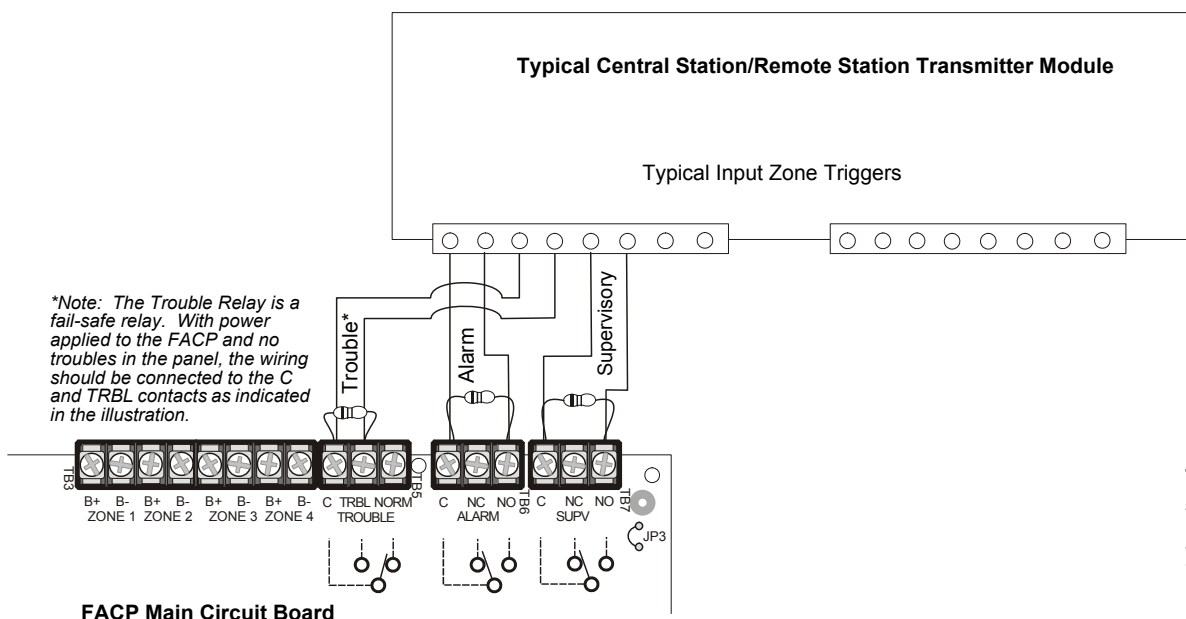 Typical Central Station/Remote Station Transmitter Module
Typical Input Zone Triggers
*Note: The Trouble Relay is a
fail-safe relay. With power
applied to the FACP and no
troubles in the panel, the wiring
should be connected to the C
and TRBL contacts as indicated
in the illustration.
Trouble*
Alarm
Supervisory
TB3
TB5
TB6
TB7
B+ B- B+ B- B+ B- B+ B- C TRBL NORM C NC NO C NC NO
ZONE 1 ZONE 2 ZONE 3 ZONE 4 TROUBLE ALARM SUPV
JP3
FACP Main Circuit Board